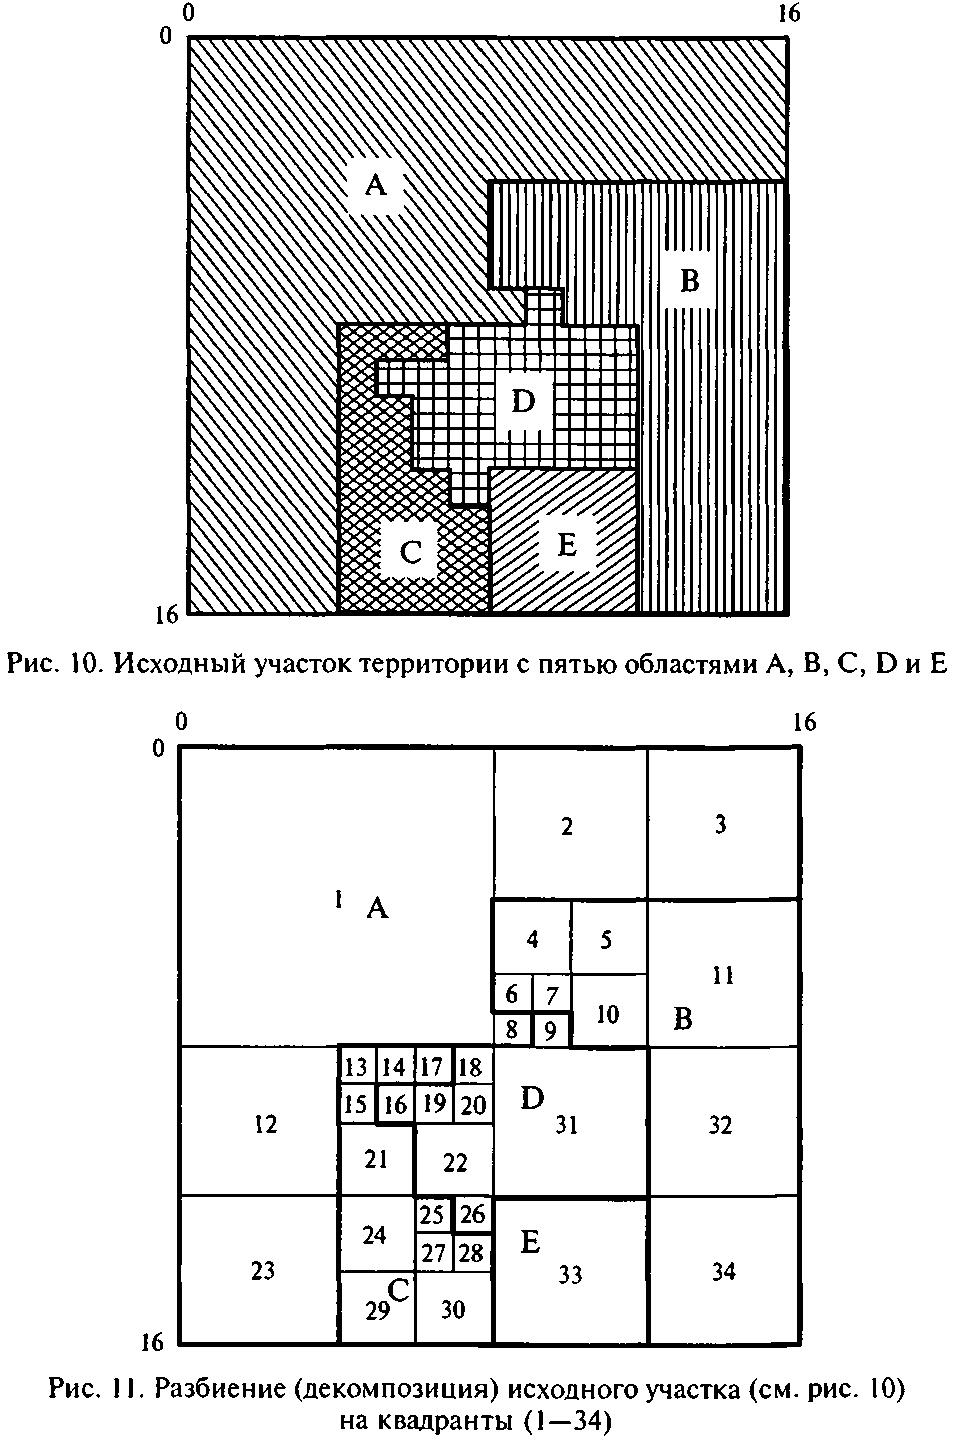 0 16
0
A
B
D
C E
16
Рис. 10. Исходный участок территории с пятью областями A, B, C, D и E
0 16
0
2 3
1 A
4 5
11
6 7
10 B
8 9
13 14 17 18
D
15 16 19 20
12 31 32
21 22
25 26
24 E
27 28
23 33 34
C
29 30
16
Рис. 11. Разбиение (декомпозиция) исходного участка (см. рис. 10)
на квадранты (1—34)